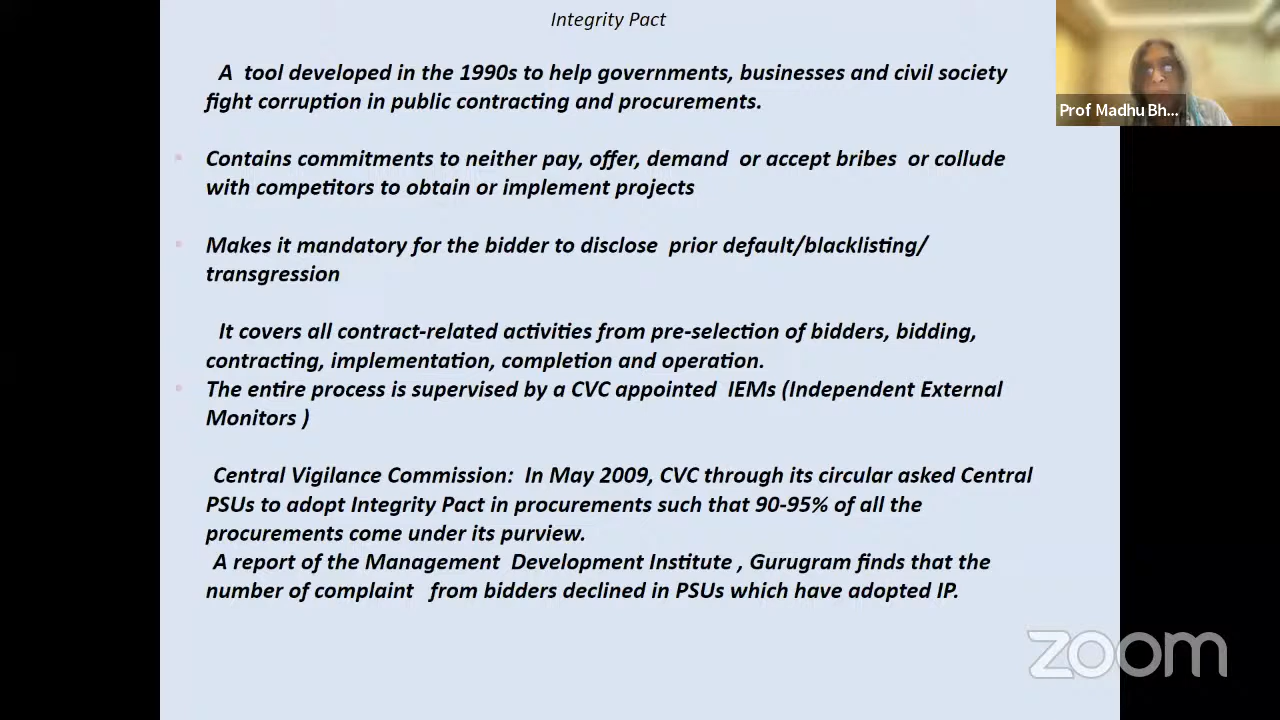 Integrity Pact
A tool developed in the 1990s to help governments, businesses and civil society
fight corruption in public contracting and procurements.
Prof Madhu Bh...
• Contains commitments to neither pay, offer, demand or accept bribes or collude
with competitors to obtain or implement projects
• Makes it mandatory for the bidder to disclose prior default/blacklisting/
transgression
It covers all contract-related activities from pre-selection of bidders, bidding,
contracting, implementation, completion and operation.
• The entire process is supervised by a CVC appointed IEMs (Independent External
Monitors )
Central Vigilance Commission: In May 2009, CVC through its circular asked Central
PSUs to adopt Integrity Pact in procurements such that 90-95% of all the
procurements come under its purview.
A report of the Management Development Institute , Gurugram finds that the
number of complaint from bidders declined in PSUs which have adopted IP.
zoom